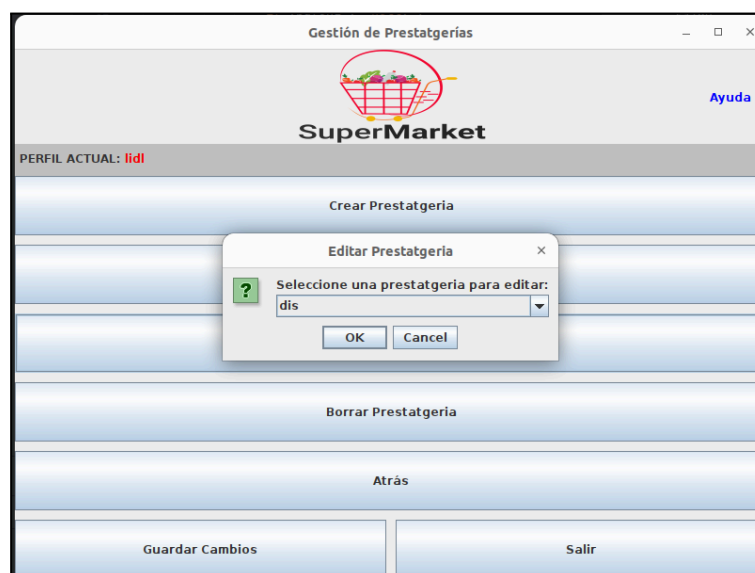 Gestión de Prestatgerías
SuperMarket
Ayuda
PERFIL ACTUAL: lidl
Crear Prestatgeria
Editar Prestatgeria
Seleccione una prestatgeria para editar:
dis
OK Cancel
Borrar Prestatgeria
Atrás
Guardar Cambios Salir